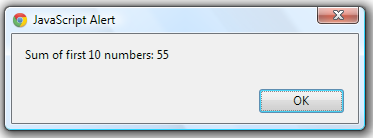 JavaScript Alert
Sum of first 10 numbers: 55
OK